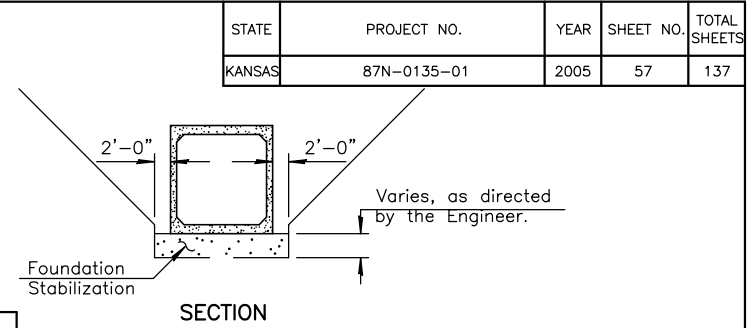 STATE PROJECT NO. YEAR SHEET NO. TOTAL
SHEETS
KANSAS 87N-0135-01 2005 57 137
2'-0" 2'-0"
Varies, as directed
by the Engineer.
Foundation
Stabilization
SECTION